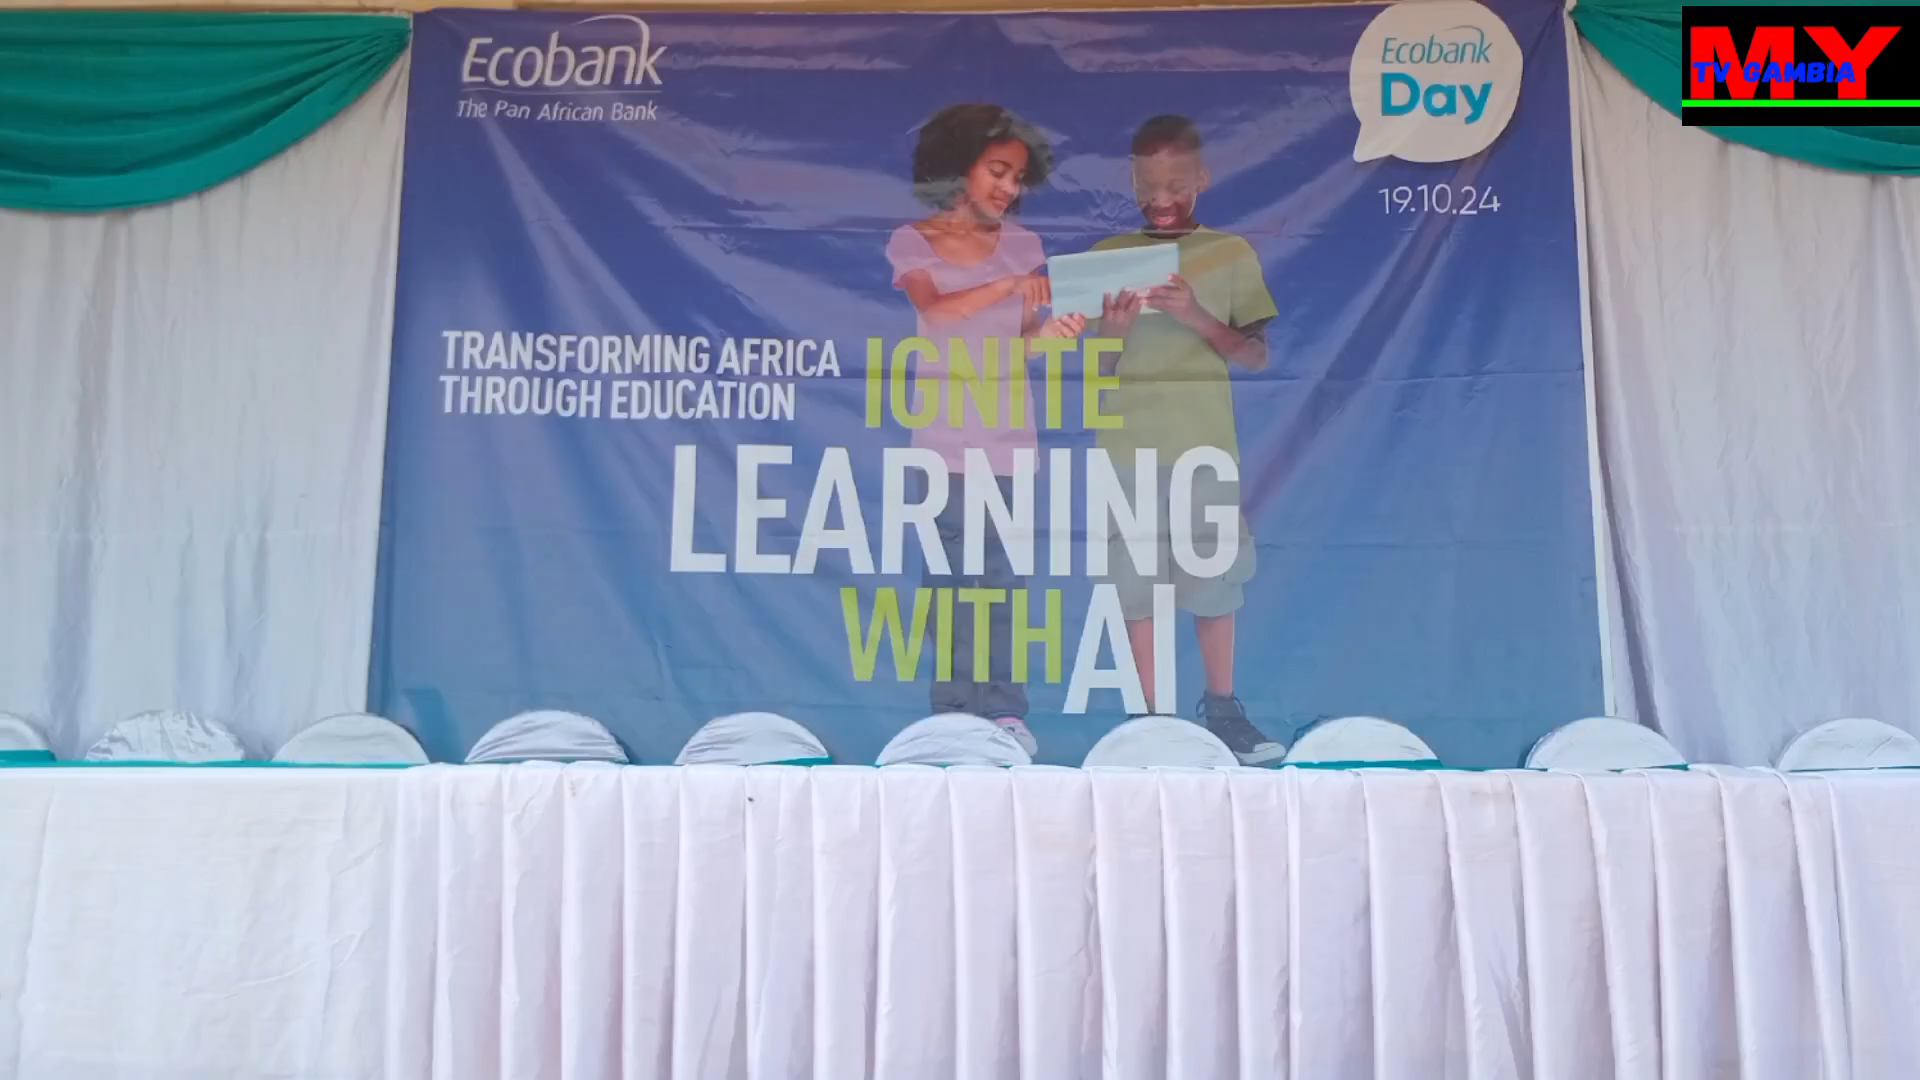 Ecobank
The Pan African Bank
Ecobank
Day
19.10.24
MY
TV GAMBIA
TRANSFORMING AFRICA
THROUGH EDUCATION
IGNITE
LEARNING
WITH AI